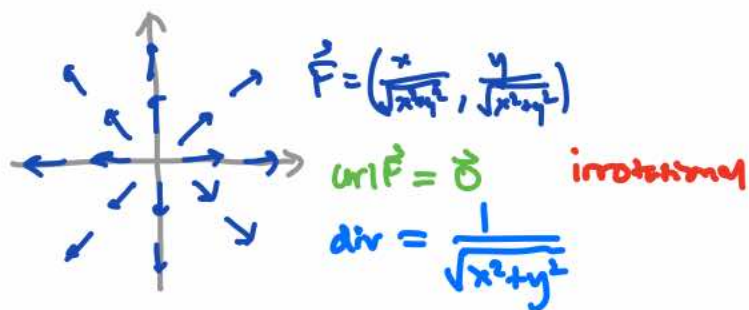 F⃗ = (x/√(x²+y²), y/√(x²+y²))
curl F⃗ = 0⃗ irrotational
div = 1/√(x²+y²)